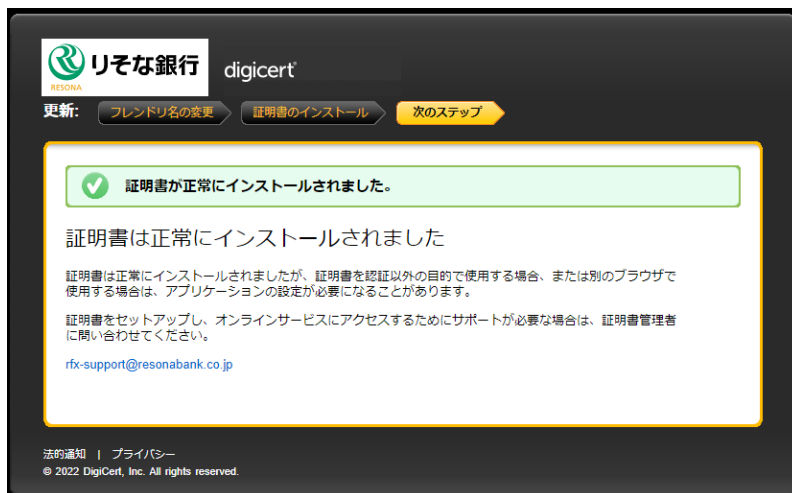 りそな銀行
RESONA
digicert®
更新:
フレンドリ名の変更
証明書のインストール
次のステップ
証明書が正常にインストールされました。
証明書は正常にインストールされました
証明書は正常にインストールされましたが、証明書を認証以外の目的で使用する場合、または別のブラウザで
使用する場合は、アプリケーションの設定が必要になることがあります。
証明書をセットアップし、オンラインサービスにアクセスするためにサポートが必要な場合は、証明書管理者
に問い合わせてください。
rfx-support@resonabank.co.jp
法的通知 | プライバシー
© 2022 DigiCert, Inc. All rights reserved.